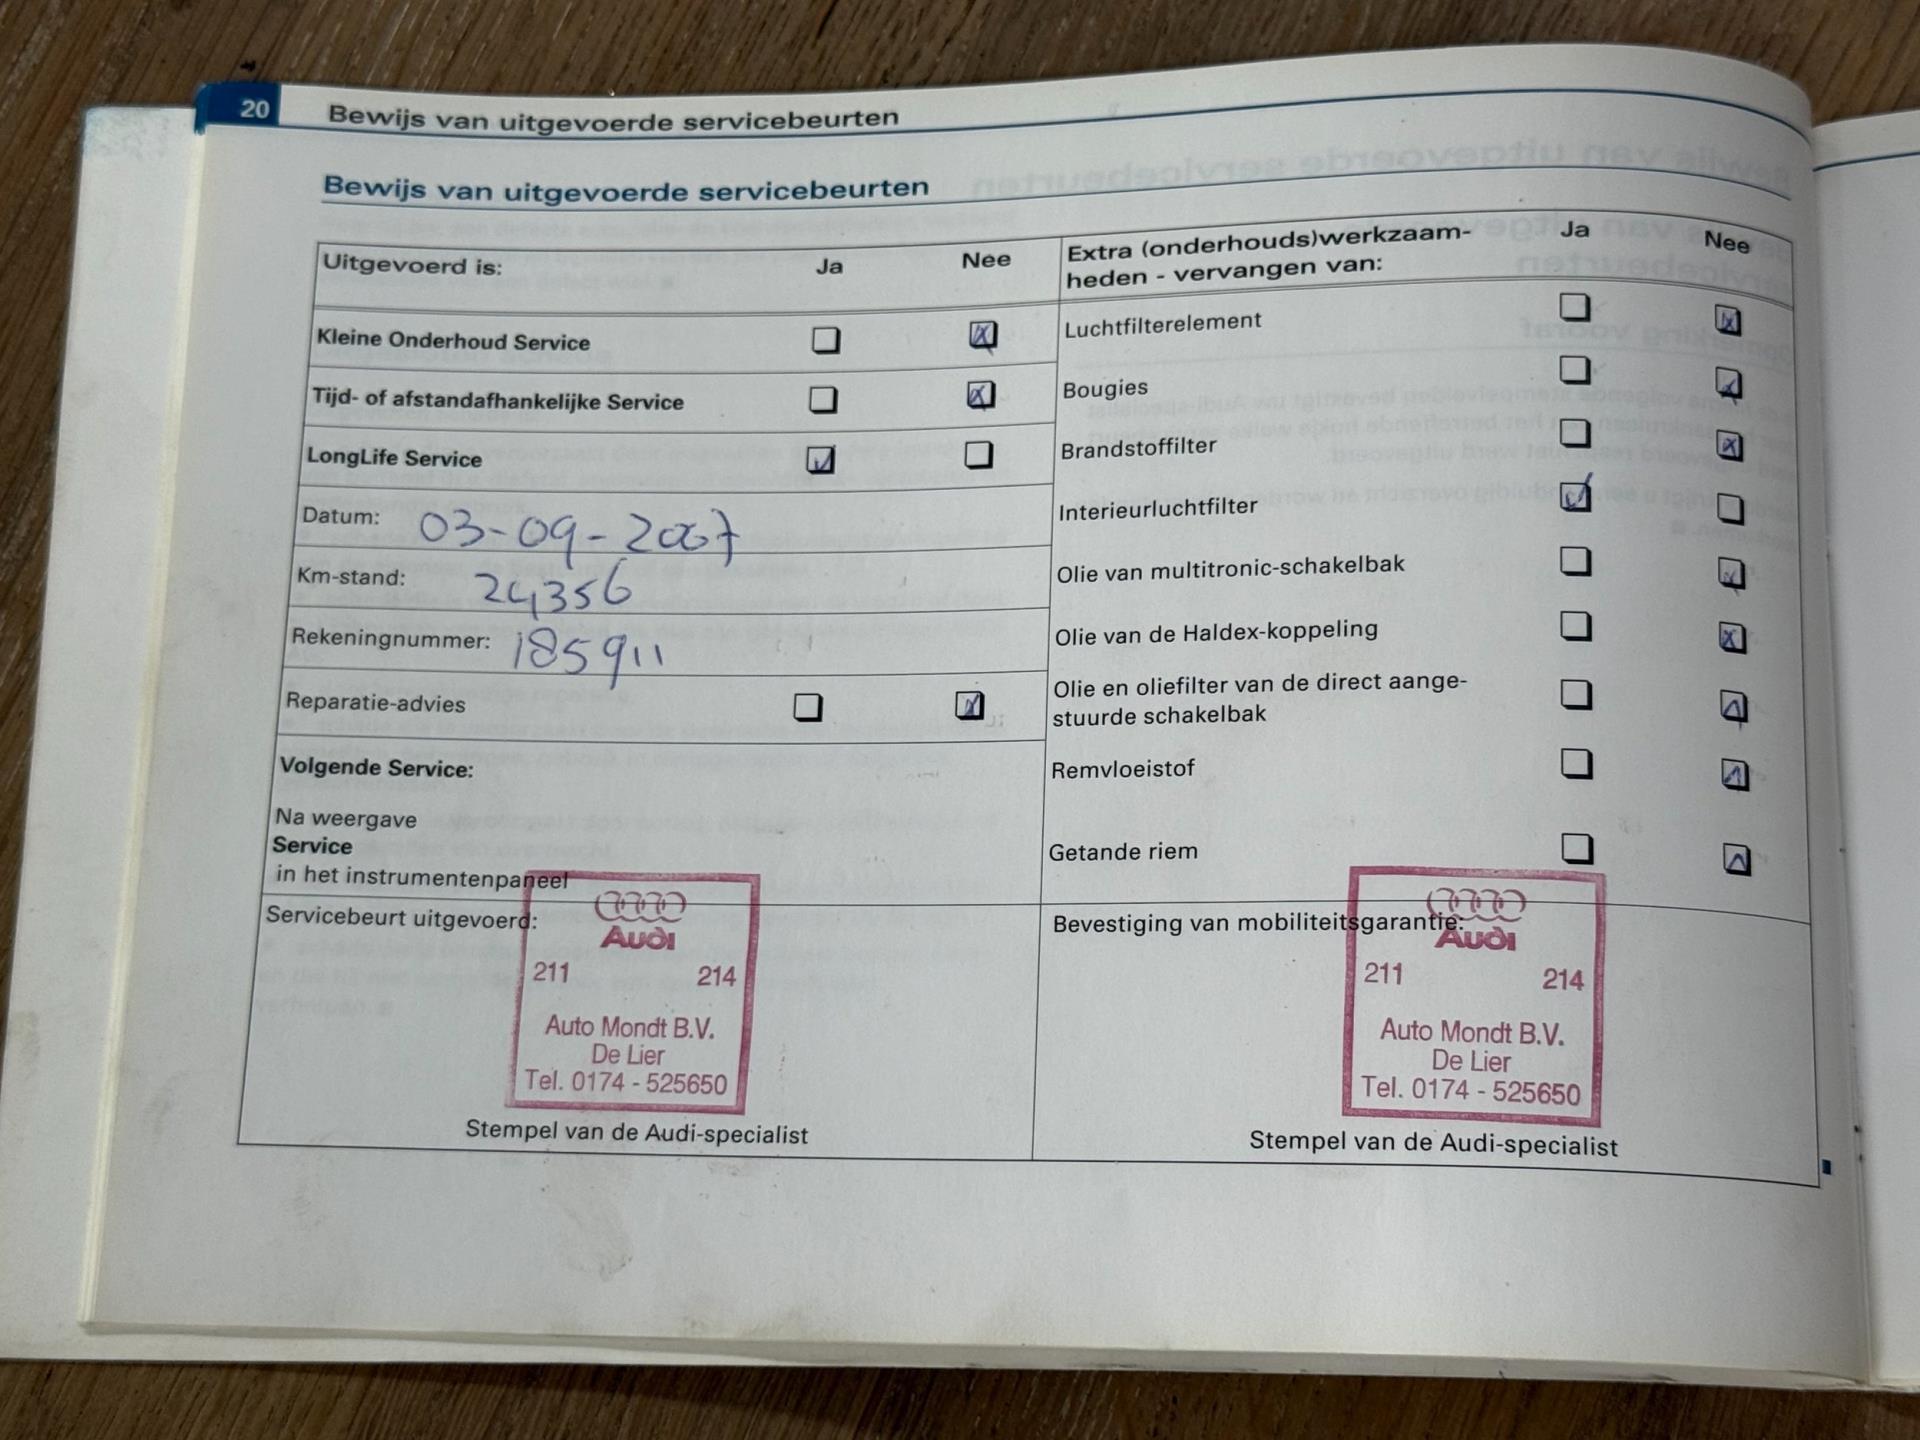 20 Bewijs van uitgevoerde servicebeurten
Bewijs van uitgevoerde servicebeurten
Uitgevoerd is: Ja Nee
Kleine Onderhoud Service
Tijd- of afstandafhankelijke Service
LongLife Service
Datum: 03-09-2007
Km-stand: 24356
Rekeningnummer: 185911
Reparatie-advies
Volgende Service:
Na weergave
Service
in het instrumentenpaneel
Servicebeurt uitgevoerd:
Audi
211 214
Auto Mondt B.V.
De Lier
Tel. 0174 - 525650
Stempel van de Audi-specialist
Extra (onderhouds)werkzaam- Ja Nee
heden - vervangen van:
Luchtfilterelement
Bougies
Brandstoffilter
Interieurluchtfilter
Olie van multitronic-schakelbak
Olie van de Haldex-koppeling
Olie en oliefilter van de direct aange-
stuurde schakelbak
Remvloeistof
Getande riem
Bevestiging van mobiliteitsgarantie:
Audi
211 214
Auto Mondt B.V.
De Lier
Tel. 0174 - 525650
Stempel van de Audi-specialist